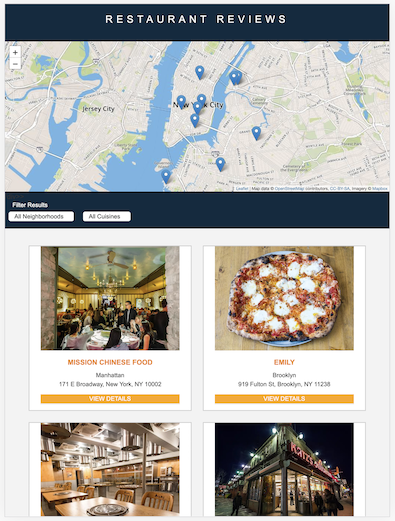 RESTAURANT REVIEWS
+
−
Jersey City
New York City
Leaflet | Map data © OpenStreetMap contributors, CC-BY-SA, Imagery © Mapbox
Filter Results
All Neighborhoods
All Cuisines
MISSION CHINESE FOOD
Manhattan
171 E Broadway, New York, NY 10002
VIEW DETAILS
EMILY
Brooklyn
919 Fulton St, Brooklyn, NY 11238
VIEW DETAILS